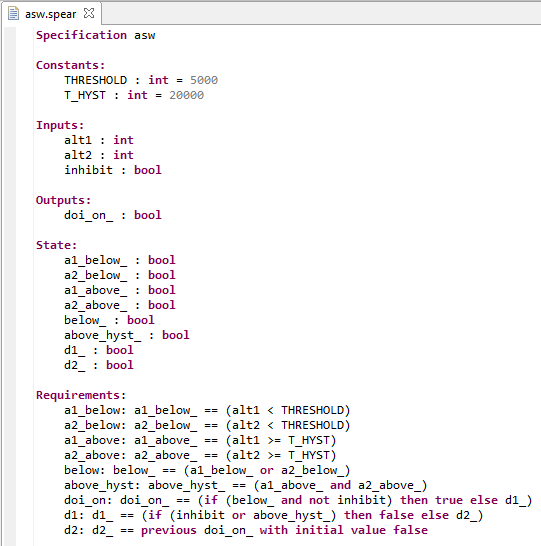 asw.spear
Specification asw
Constants:
THRESHOLD : int = 5000
T_HYST : int = 20000
Inputs:
alt1 : int
alt2 : int
inhibit : bool
Outputs:
doi_on_ : bool
State:
a1_below_ : bool
a2_below_ : bool
a1_above_ : bool
a2_above_ : bool
below_ : bool
above_hyst_ : bool
d1_ : bool
d2_ : bool
Requirements:
a1_below: a1_below_ == (alt1 < THRESHOLD)
a2_below: a2_below_ == (alt2 < THRESHOLD)
a1_above: a1_above_ == (alt1 >= T_HYST)
a2_above: a2_above_ == (alt2 >= T_HYST)
below: below_ == (a1_below_ or a2_below_)
above_hyst: above_hyst_ == (a1_above_ and a2_above_)
doi_on: doi_on_ == (if (below_ and not inhibit) then true else d1_)
d1: d1_ == (if (inhibit or above_hyst_) then false else d2_)
d2: d2_ == previous doi_on_ with initial value false